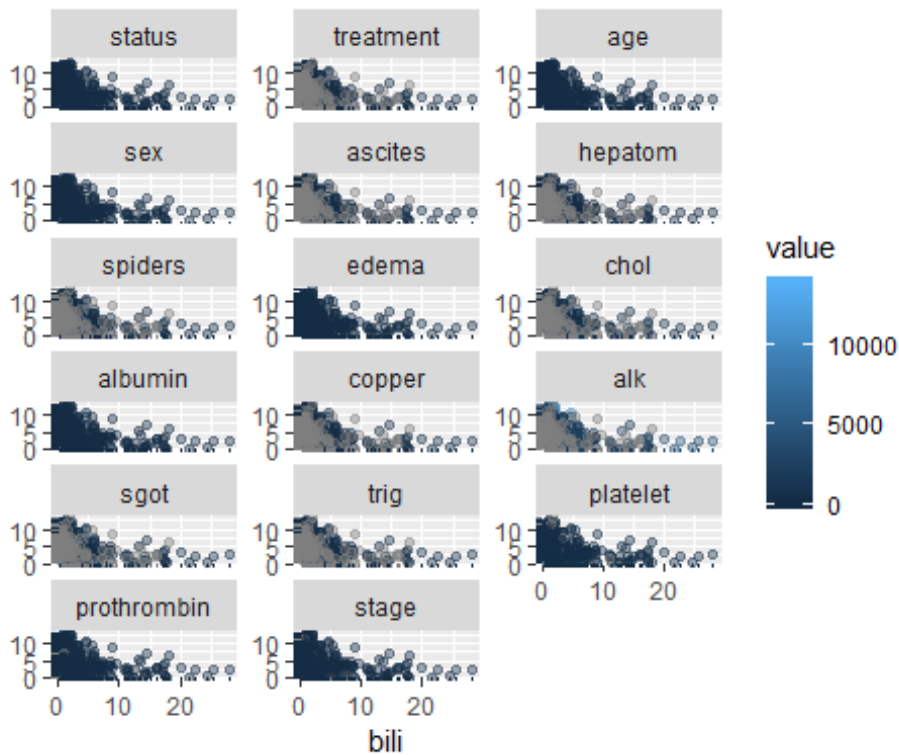 status treatment age
10
5
0
sex ascites hepatom
10
5
0
spiders edema chol
10
5
0
albumin copper alk
10
5
0
sgot trig platelet
10
5
0
0 10 20
prothrombin stage
10
5
0
0 10 20 0 10 20
bili
value
10000
5000
0